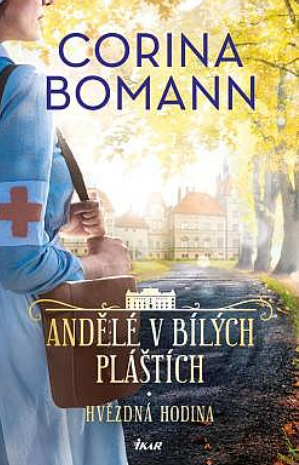 CORINA
BOMANN
ANDĚLÉ V BÍLÝCH
PLÁŠTÍCH
HVĚZDNÁ HODINA
IKAR